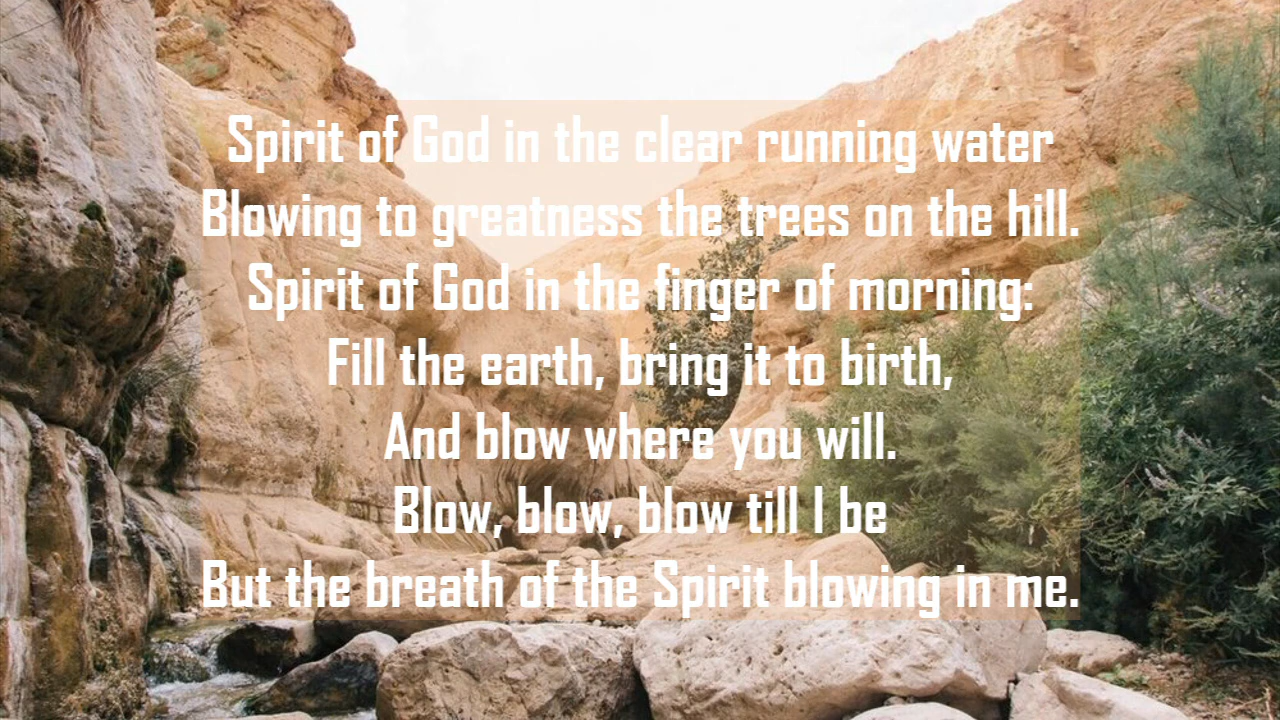 Spirit of God in the clear running water
Blowing to greatness the trees on the hill.
Spirit of God in the finger of morning:
Fill the earth, bring it to birth,
And blow where you will.
Blow, blow, blow till I be
But the breath of the Spirit blowing in me.